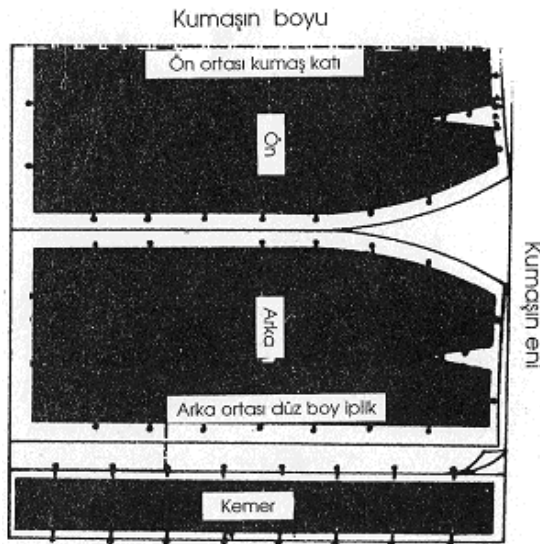 Kumaşın boyu
Ön ortası kumaş katı
Ön
Kumaşın eni
Arka
Arka ortası düz boy iplik
Kemer